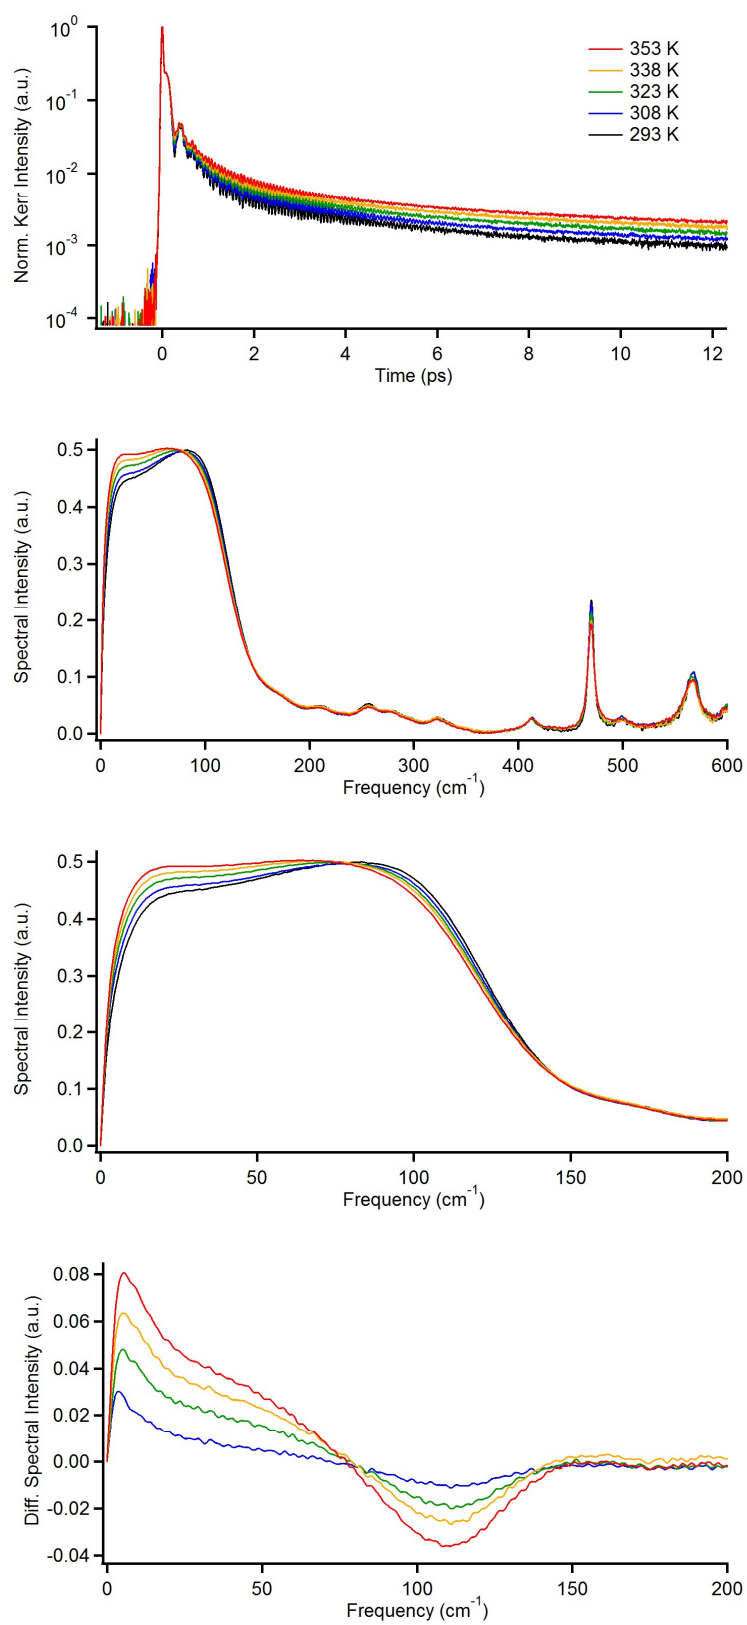 Norm. Kerr Intensity (a.u.)
10^0
10^-1
10^-2
10^-3
10^-4
353 K
338 K
323 K
308 K
293 K
0 2 4 6 8 10 12
Time (ps)
Spectral Intensity (a.u.)
0.5
0.4
0.3
0.2
0.1
0.0
0 100 200 300 400 500 600
Frequency (cm^-1)
Spectral Intensity (a.u.)
0.5
0.4
0.3
0.2
0.1
0.0
0 50 100 150 200
Frequency (cm^-1)
Diff. Spectral Intensity (a.u.)
0.08
0.06
0.04
0.02
0.00
-0.02
-0.04
0 50 100 150 200
Frequency (cm^-1)